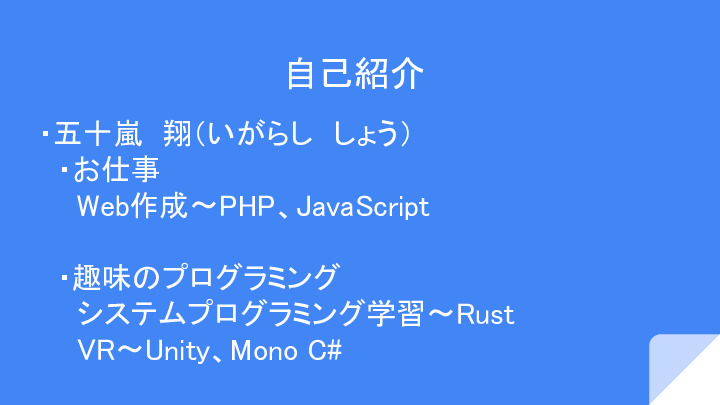 自己紹介
・五十嵐　翔（いがらし　しょう）
・お仕事
Web作成～PHP、JavaScript
・趣味のプログラミング
システムプログラミング学習～Rust
VR～Unity、Mono C#